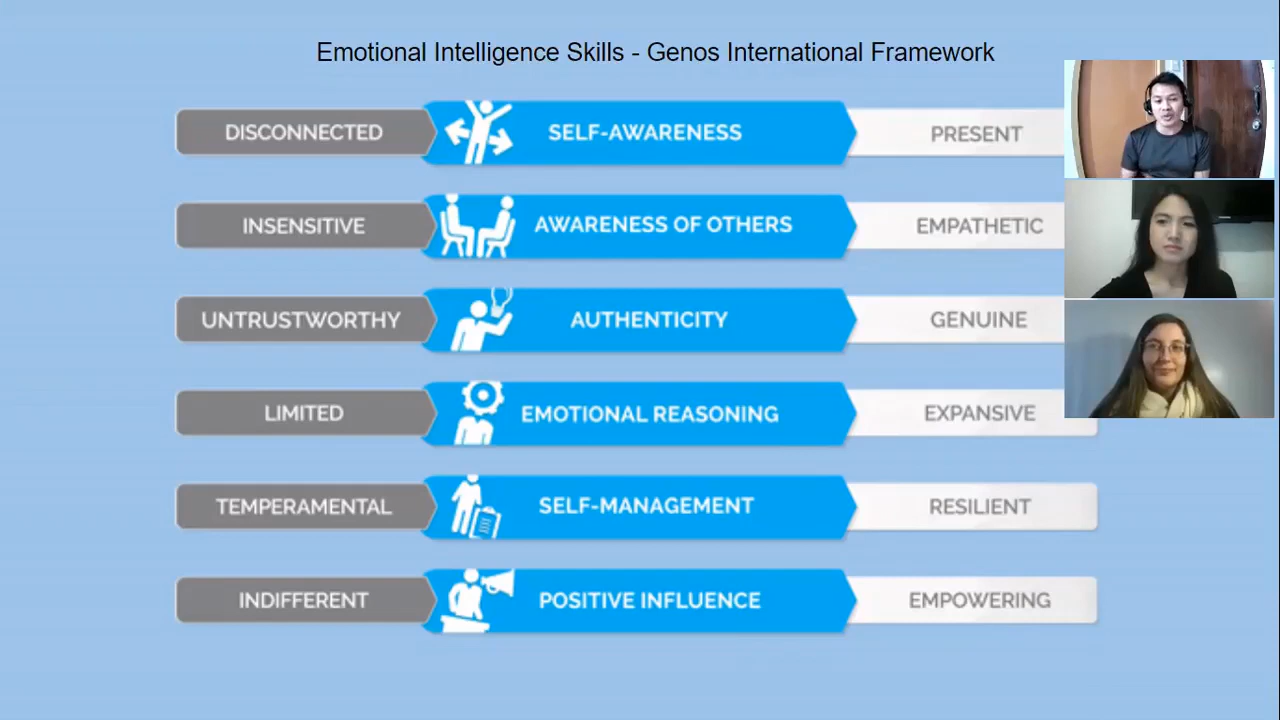 Emotional Intelligence Skills - Genos International Framework
DISCONNECTED SELF-AWARENESS PRESENT
INSENSITIVE AWARENESS OF OTHERS EMPATHETIC
UNTRUSTWORTHY AUTHENTICITY GENUINE
LIMITED EMOTIONAL REASONING EXPANSIVE
TEMPERAMENTAL SELF-MANAGEMENT RESILIENT
INDIFFERENT POSITIVE INFLUENCE EMPOWERING